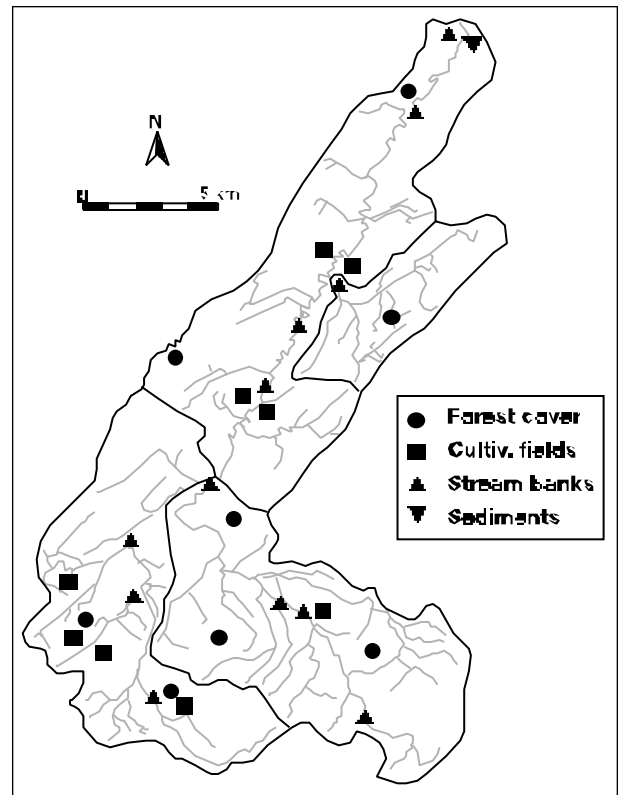 N
0 5 km
Forest cover
Cultiv. fields
Stream banks
Sediments